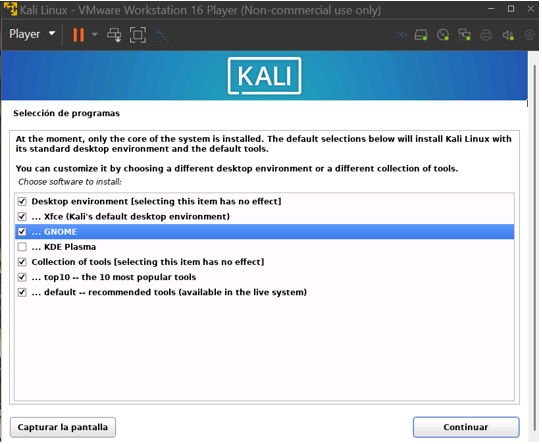 Kali Linux - VMware Workstation 16 Player (Non-commercial use only)
Player
KALI
Selección de programas
At the moment, only the core of the system is installed. The default selections below will install Kali Linux with
its standard desktop environment and the default tools.
You can customize it by choosing a different desktop environment or a different collection of tools.
Choose software to install:
Desktop environment [selecting this item has no effect]
... Xfce (Kali's default desktop environment)
... GNOME
... KDE Plasma
Collection of tools [selecting this item has no effect]
... top10 -- the 10 most popular tools
... default -- recommended tools (available in the live system)
Capturar la pantalla
Continuar